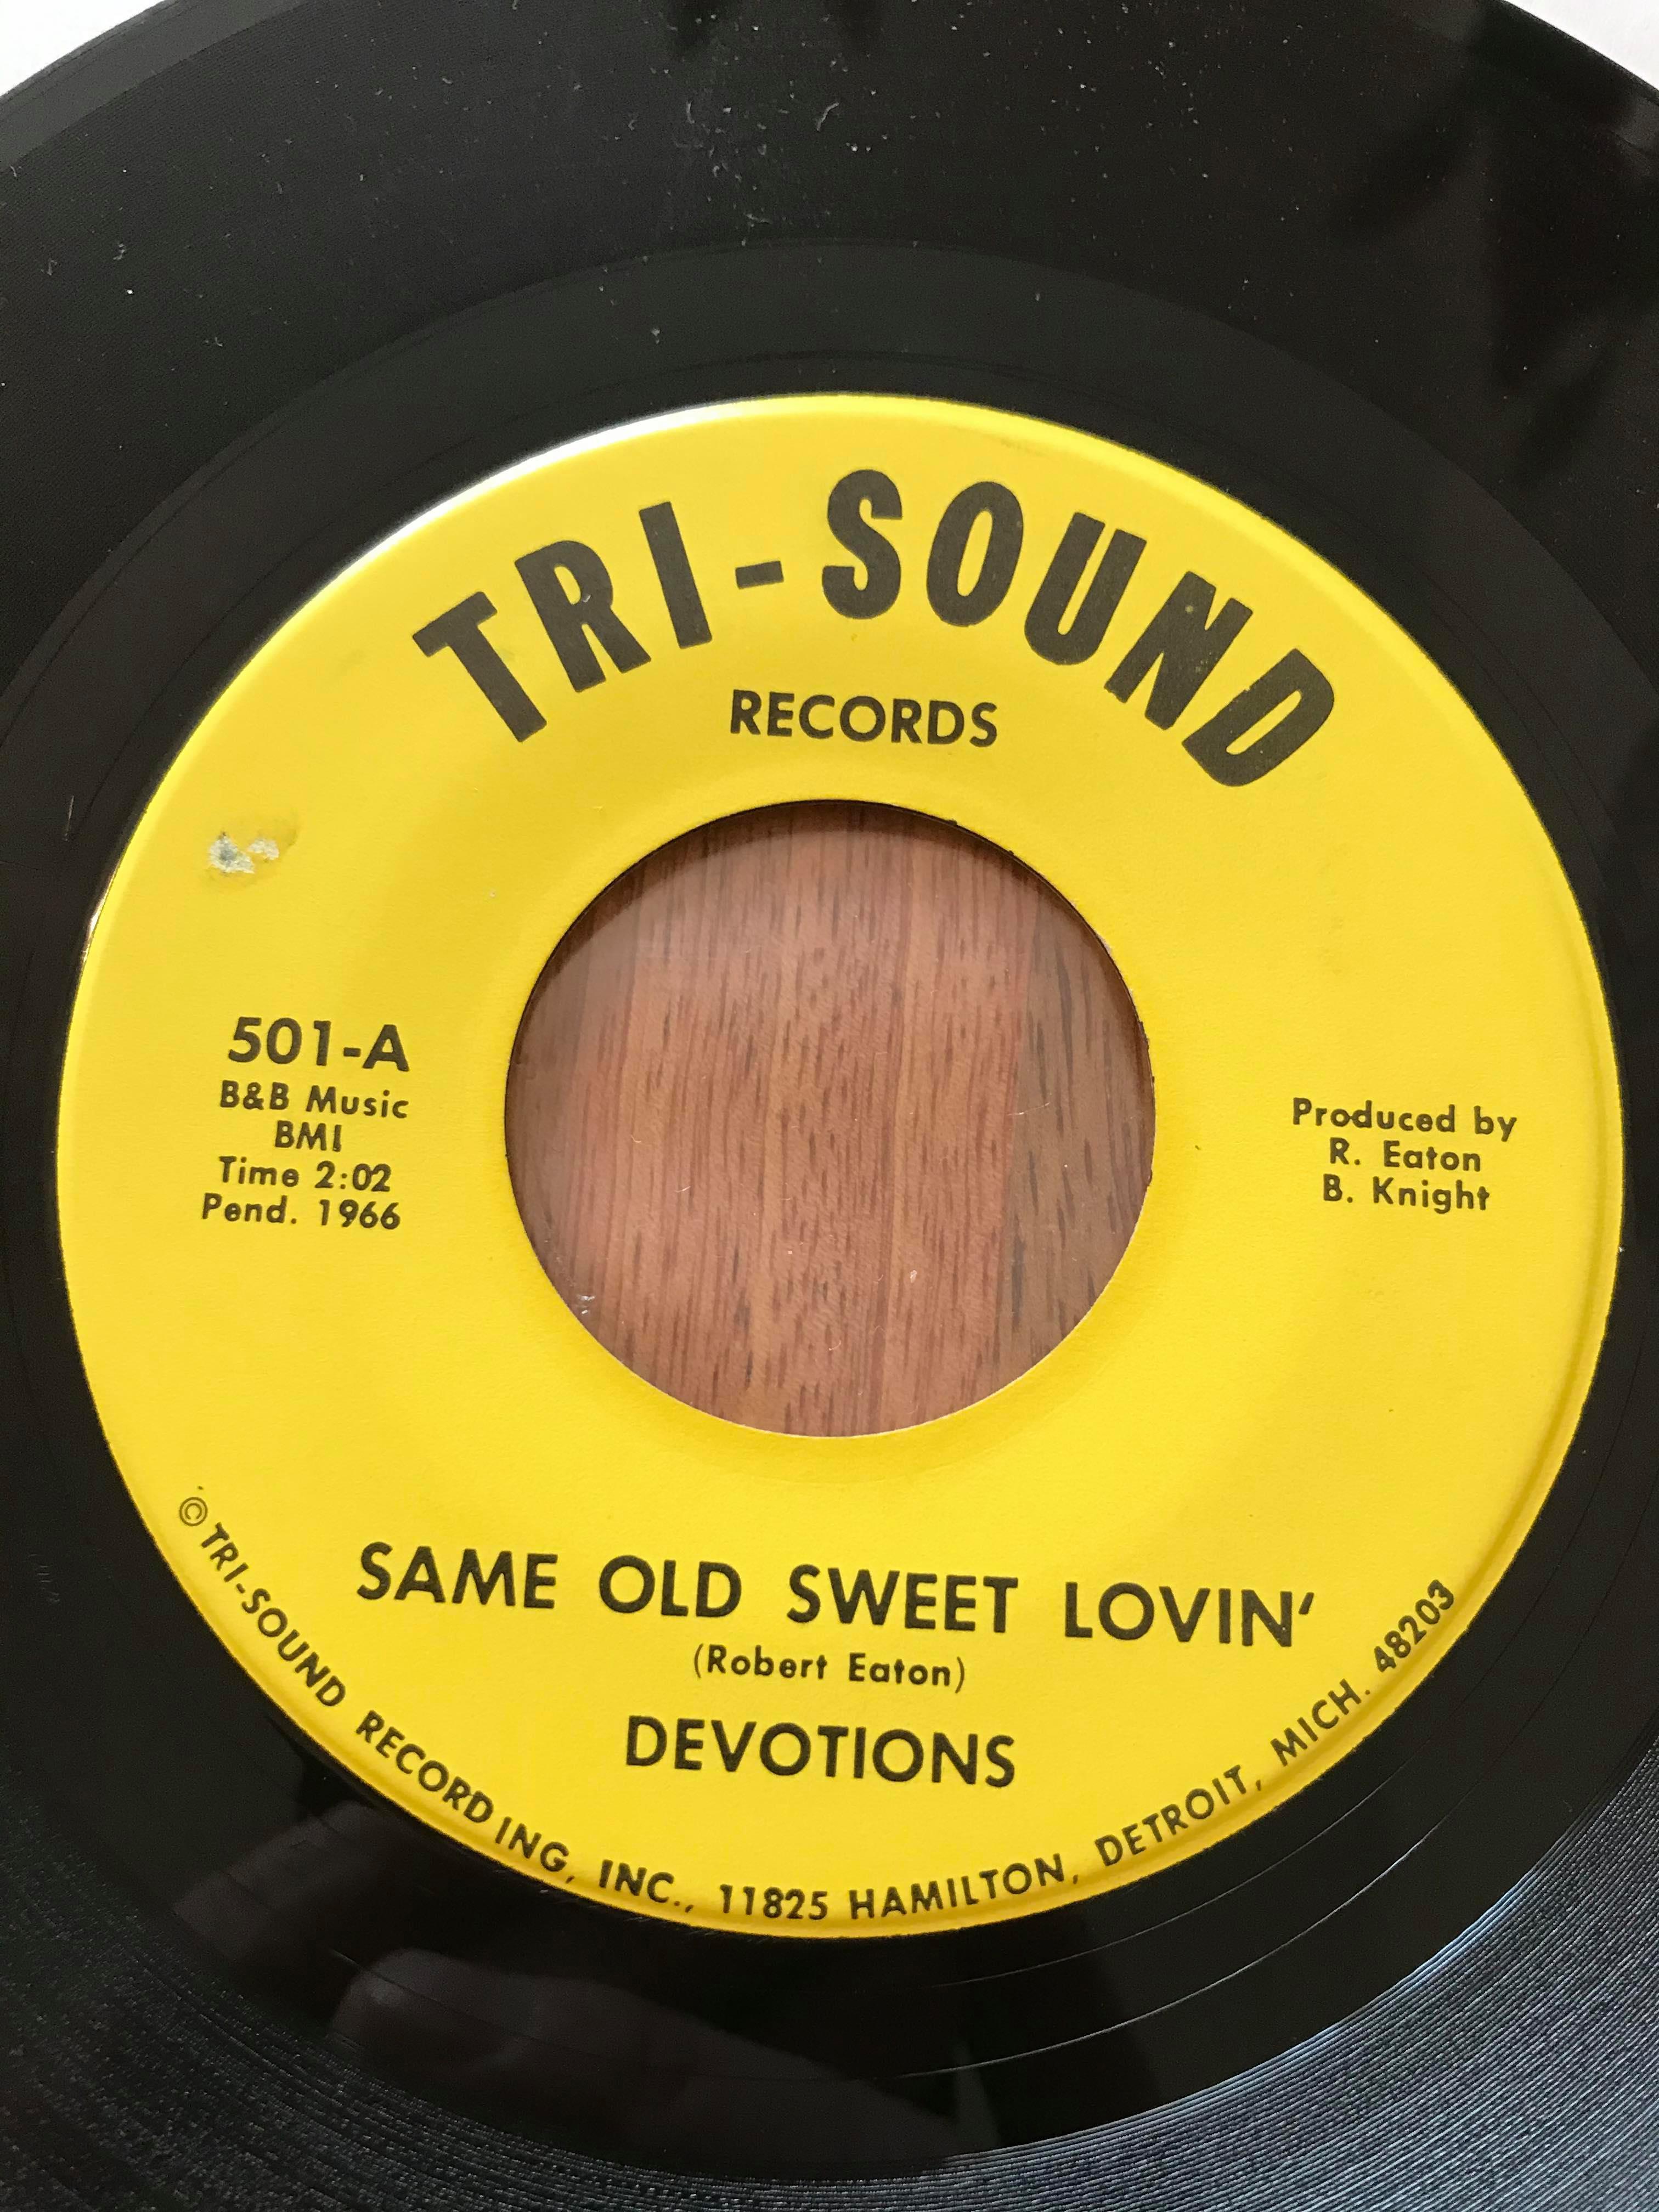 TRI-SOUND
RECORDS
501-A
B&B Music
BMI
Time 2:02
Pend. 1966
Produced by
R. Eaton
B. Knight
SAME OLD SWEET LOVIN'
(Robert Eaton)
DEVOTIONS
© TRI-SOUND RECORDING, INC., 11825 HAMILTON, DETROIT, MICH. 48203